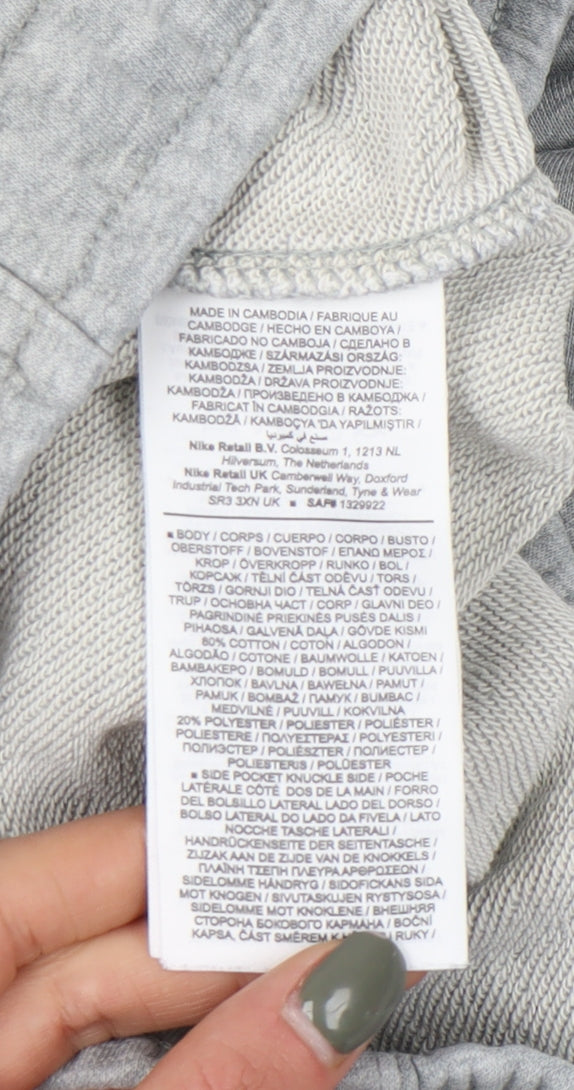 MADE IN CAMBODIA / FABRIQUE AU
CAMBODGE / HECHO EN CAMBOYA /
FABRICADO NO CAMBOJA / СДЕЛАНО В
КАМБОДЖЕ / SZÁRMAZÁSI ORSZÁG:
KAMBODZSA / ZEMLJA PROIZVODNJE:
KAMBODŽA / DRŽAVA PROIZVODNJE:
KAMBODŽA / ПРОИЗВЕДЕНО В КАМБОДЖА /
FABRICAT ÎN CAMBODGIA / RAŽOTS:
KAMBODŽĀ / KAMBOÇYA'DA YAPILMIŞTIR /
صنع في كمبوديا
Nike Retail B.V. Colosseum 1, 1213 NL
Hilversum, The Netherlands
Nike Retail UK Camberwell Way, Doxford
Industrial Tech Park, Sunderland, Tyne & Wear
SR3 3XN UK ■ SAF# 1329922
■ BODY / CORPS / CUERPO / CORPO / BUSTO /
OBERSTOFF / BOVENSTOF / ΕΠΑΝΩ ΜΕΡΟΣ /
KROP / ÖVERKROPP / RUNKO / BOL /
КОРСАЖ / TĚLNÍ ČÁST ODĚVU / TORS /
TÖRZS / GORNJI DIO / TELNÁ ČASŤ ODEVU /
TRUP / ОСНОВНА ЧАСТ / CORP / GLAVNI DEO /
PAGRINDINĖ PRIEKINĖS PUSĖS DALIS /
PIHAOSA / GALVENĀ DAĻA / GÖVDE KISMI
80% COTTON / COTON / ALGODÓN /
ALGODÃO / COTONE / BAUMWOLLE / KATOEN /
ΒΑΜΒΑΚΕΡΟ / BOMULD / BOMULL / PUUVILLA /
ХЛОПОК / BAVLNA / BAWEŁNA / PAMUT /
PAMUK / BOMBAŽ / ПАМУК / BUMBAC /
MEDVILNĖ / PUUVILL / KOKVILNA
20% POLYESTER / POLIESTER / POLIÉSTER /
POLIESTERE / ΠΟΛΥΕΣΤΕΡΑΣ / POLYESTERI /
ПОЛИЭСТЕР / POLIÉSZTER / ПОЛИЕСТЕР /
POLIESTERIS / POLÜESTER
■ SIDE POCKET KNUCKLE SIDE / POCHE
LATÉRALE CÔTÉ DOS DE LA MAIN / FORRO
DEL BOLSILLO LATERAL LADO DEL DORSO /
BOLSO LATERAL DO LADO DA FIVELA / LATO
NOCCHE TASCHE LATERALI /
HANDRÜCKENSEITE DER SEITENTASCHE /
ZIJZAK AAN DE ZIJDE VAN DE KNOKKELS /
ΠΛΑΪΝΗ ΤΣΕΠΗ ΠΛΕΥΡΑ ΑΡΘΡΩΣΕΩΝ /
SIDELOMME HÅNDRYG / SIDOFICKANS SIDA
MOT KNOGEN / SIVUTASKUJEN RYSTYSOSA /
SIDELOMME MOT KNOKLENE / ВНЕШНЯЯ
СТОРОНА БОКОВОГО КАРМАНА / BOČNÍ
KAPSA, ČÁST SMĚREM K RUKY /